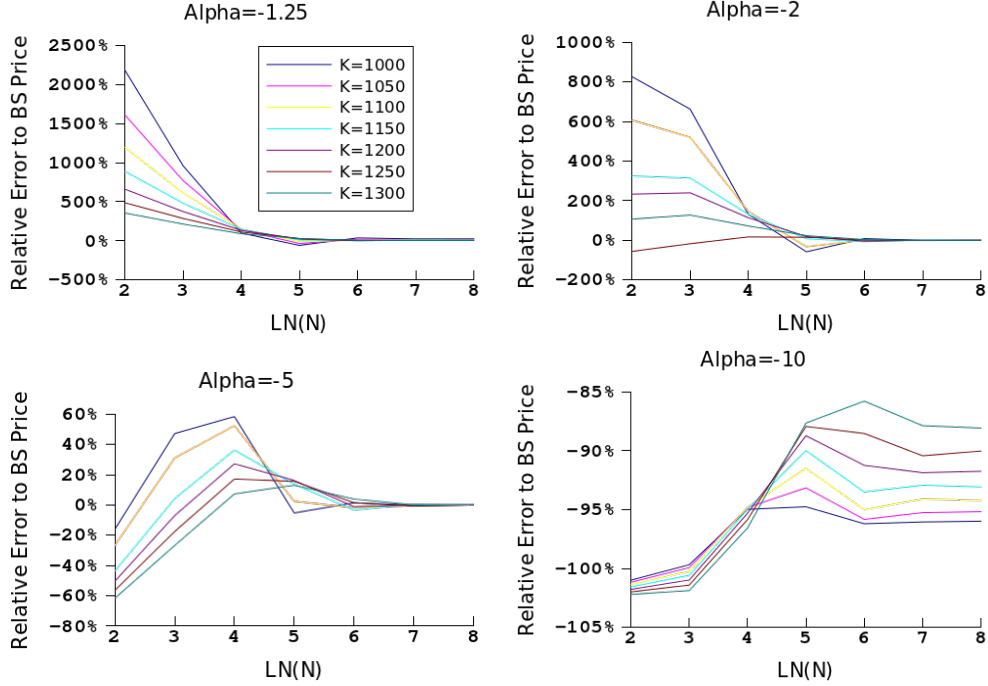 Alpha=-1.25
Relative Error to BS Price
2500%
2000%
1500%
1000%
500%
0%
-500%
2 3 4 5 6 7 8
LN(N)
K=1000
K=1050
K=1100
K=1150
K=1200
K=1250
K=1300
Alpha=-2
Relative Error to BS Price
1000%
800%
600%
400%
200%
0%
-200%
2 3 4 5 6 7 8
LN(N)
Alpha=-5
Relative Error to BS Price
60%
40%
20%
0%
-20%
-40%
-60%
-80%
2 3 4 5 6 7 8
LN(N)
Alpha=-10
Relative Error to BS Price
-85%
-90%
-95%
-100%
-105%
2 3 4 5 6 7 8
LN(N)